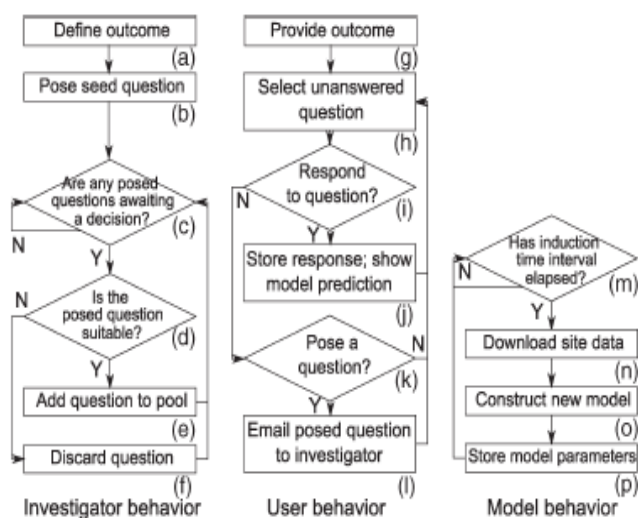 Define outcome
(a)
Pose seed question
(b)
Are any posed
questions awaiting
a decision?
(c)
N
Y
Is the
posed question
suitable?
(d)
N
Y
Add question to pool
(e)
Discard question
(f)
Investigator behavior
Provide outcome
(g)
Select unanswered
question
(h)
Respond
to question?
(i)
N
Y
Store response; show
model prediction
(j)
Pose a
question?
(k)
N
Y
Email posed question
to investigator
(l)
User behavior
Has induction
time interval
elapsed?
(m)
N
Y
Download site data
(n)
Construct new model
(o)
Store model parameters
(p)
Model behavior